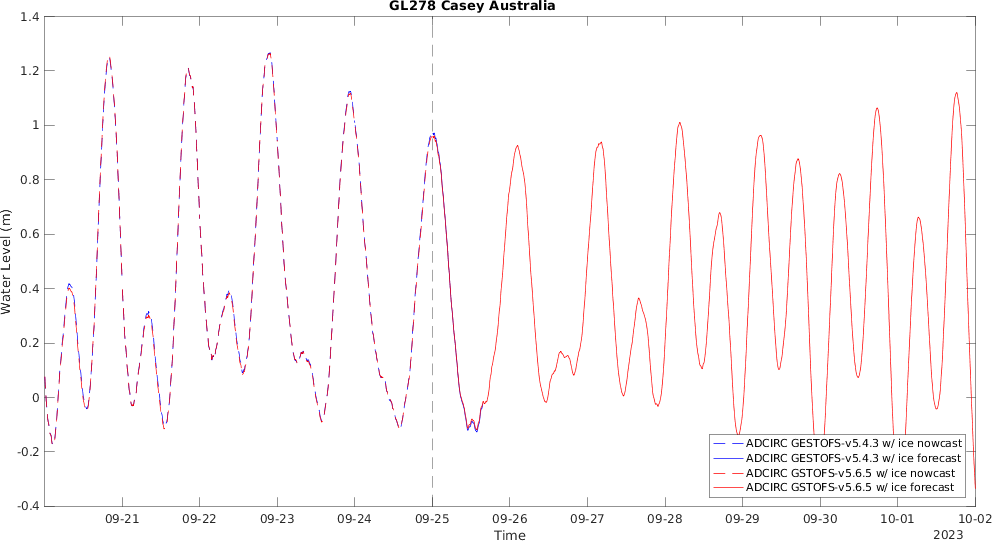 GL278 Casey Australia
1.4
1.2
1
0.8
0.6
0.4
0.2
0
-0.2
-0.4
Water Level (m)
ADCIRC GESTOFS-v5.4.3 w/ ice nowcast
ADCIRC GESTOFS-v5.4.3 w/ ice forecast
ADCIRC GSTOFS-v5.6.5 w/ ice nowcast
ADCIRC GSTOFS-v5.6.5 w/ ice forecast
09-21 09-22 09-23 09-24 09-25 09-26 09-27 09-28 09-29 09-30 10-01 10-02
Time
2023